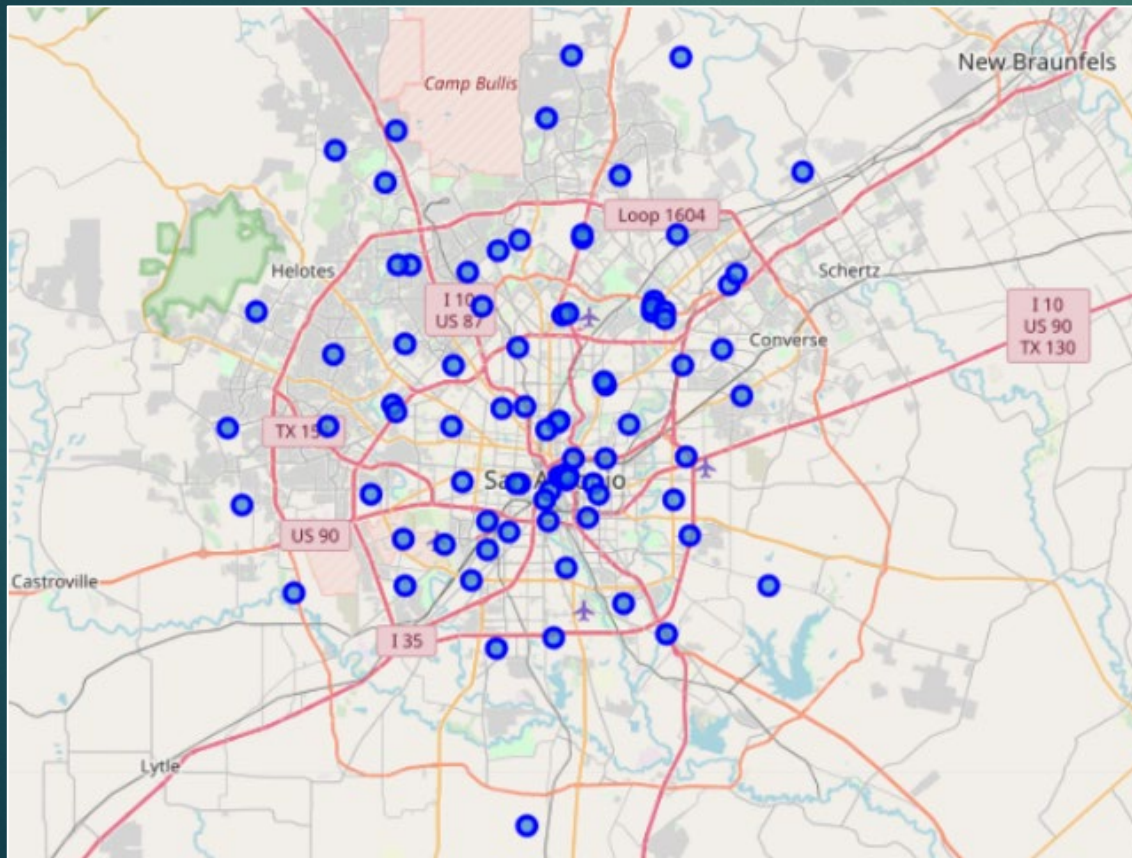 New Braunfels
Camp Bullis
Loop 1604
Helotes
Schertz
I 10
US 87
I 10
US 90
TX 130
Converse
TX 15
San
US 90
Castroville
I 35
Lytle